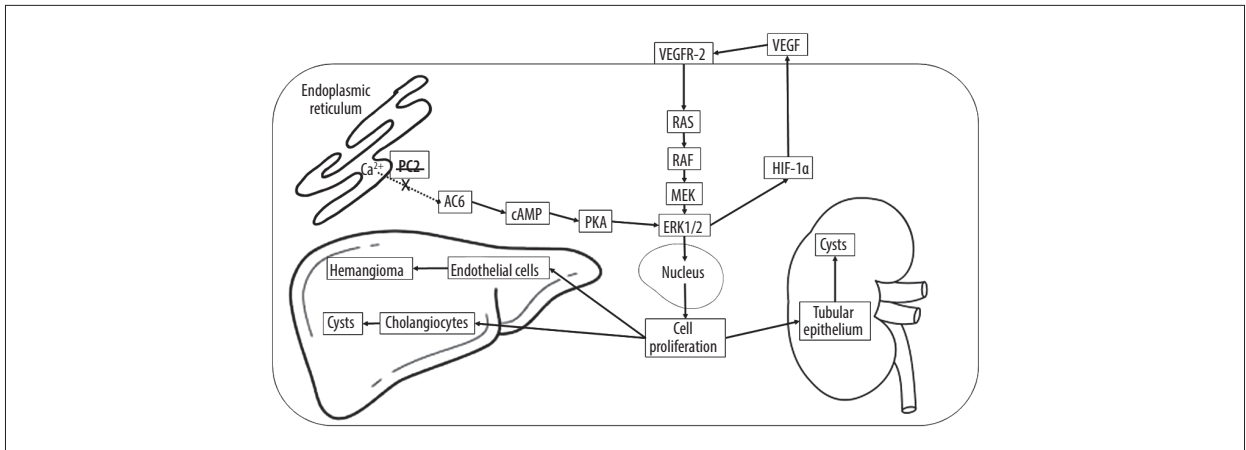 VEGFR-2
VEGF
Endoplasmic
reticulum
RAS
RAF
HIF-1α
Ca²⁺
PC2
X
MEK
AC6
cAMP
PKA
ERK1/2
Cysts
Hemangioma
Endothelial cells
Nucleus
Cysts
Cholangiocytes
Cell
proliferation
Tubular
epithelium